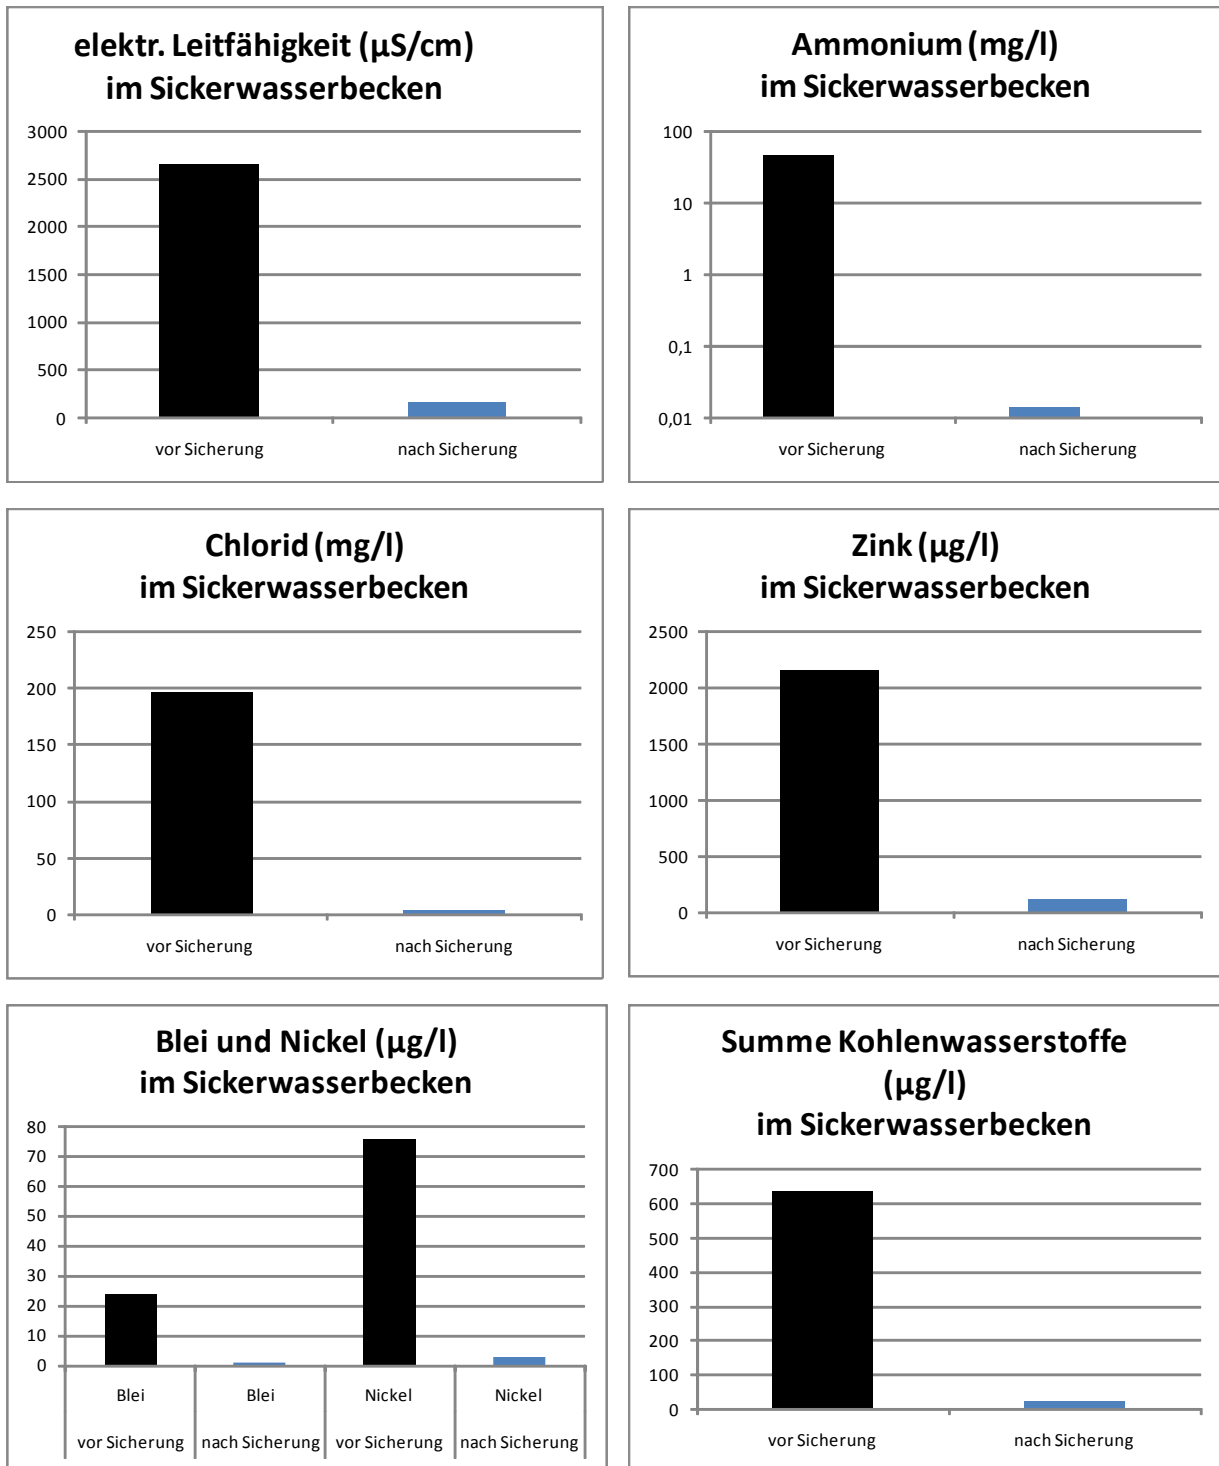 elektr. Leitfähigkeit (µS/cm)
im Sickerwasserbecken
3000
2500
2000
1500
1000
500
0
vor Sicherung nach Sicherung
Ammonium (mg/l)
im Sickerwasserbecken
100
10
1
0,1
0,01
vor Sicherung nach Sicherung
Chlorid (mg/l)
im Sickerwasserbecken
250
200
150
100
50
0
vor Sicherung nach Sicherung
Zink (µg/l)
im Sickerwasserbecken
2500
2000
1500
1000
500
0
vor Sicherung nach Sicherung
Blei und Nickel (µg/l)
im Sickerwasserbecken
80
70
60
50
40
30
20
10
0
Blei Blei Nickel Nickel
vor Sicherung nach Sicherung vor Sicherung nach Sicherung
Summe Kohlenwasserstoffe
(µg/l)
im Sickerwasserbecken
700
600
500
400
300
200
100
0
vor Sicherung nach Sicherung